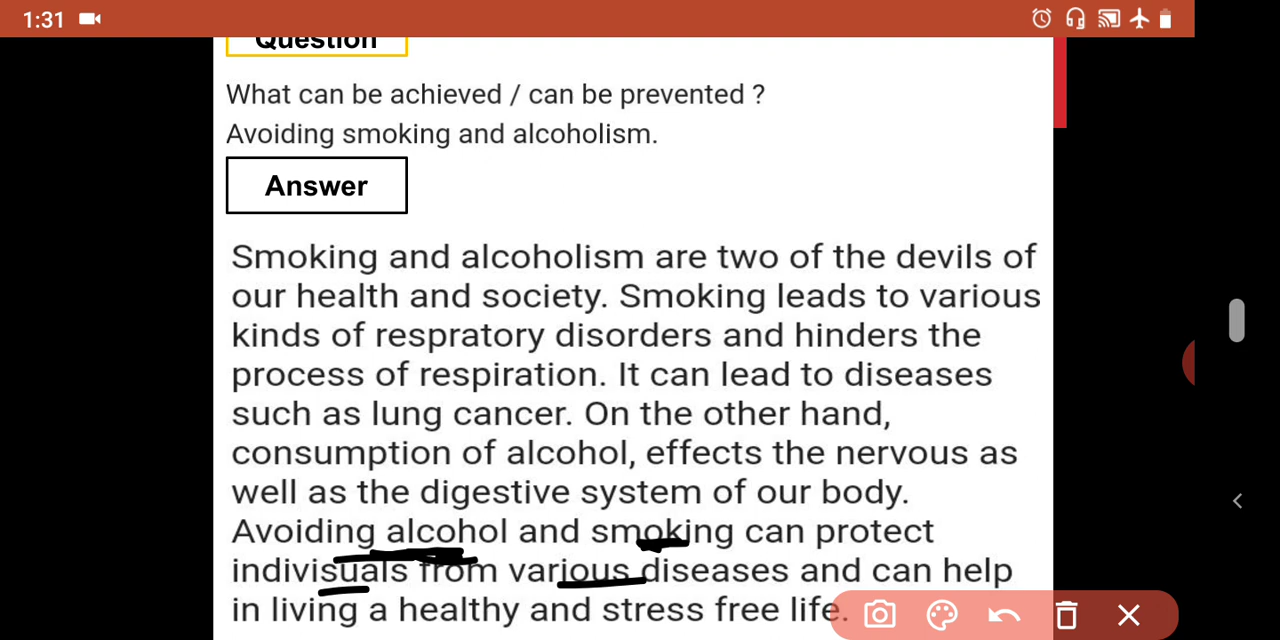 1:31
Question
What can be achieved / can be prevented ?
Avoiding smoking and alcoholism.
Answer
Smoking and alcoholism are two of the devils of
our health and society. Smoking leads to various
kinds of respratory disorders and hinders the
process of respiration. It can lead to diseases
such as lung cancer. On the other hand,
consumption of alcohol, effects the nervous as
well as the digestive system of our body.
Avoiding alcohol and smoking can protect
indivisuals from various diseases and can help
in living a healthy and stress free life.